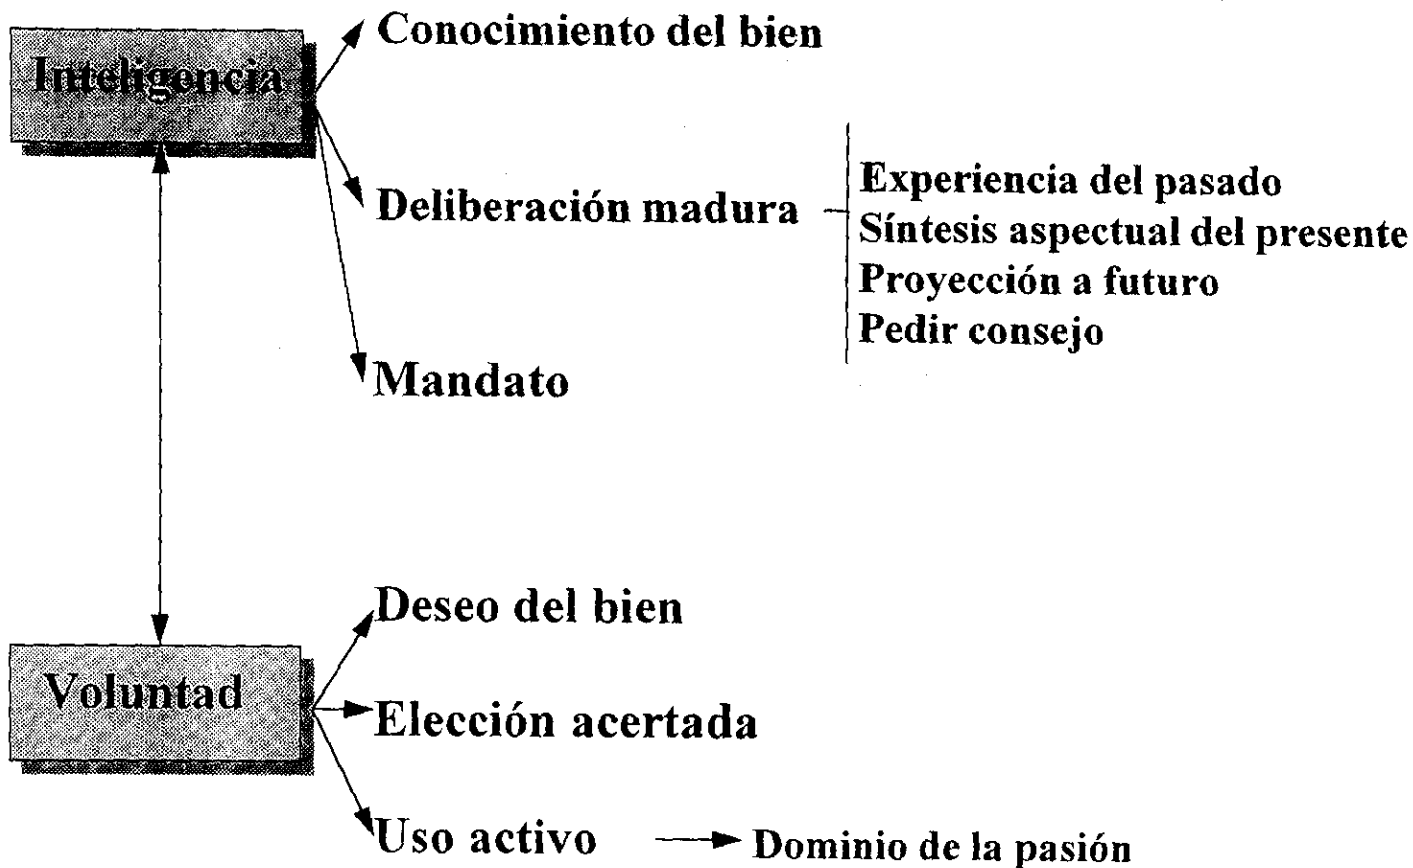 Conocimiento del bien
Inteligencia
Deliberación madura
Experiencia del pasado
Síntesis aspectual del presente
Proyección a futuro
Pedir consejo
Mandato
Deseo del bien
Voluntad
Elección acertada
Uso activo
Dominio de la pasión